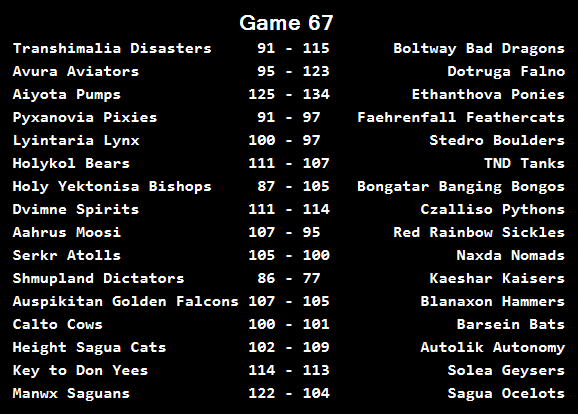 Game 67
Transhimalia Disasters 91 - 115 Boltway Bad Dragons
Avura Aviators 95 - 123 Dotruga Falno
Aiyota Pumps 125 - 134 Ethanthova Ponies
Pyxanovia Pixies 91 - 97 Faehrenfall Feathercats
Lyintaria Lynx 100 - 97 Stedro Boulders
Holykol Bears 111 - 107 TND Tanks
Holy Yektonisa Bishops 87 - 105 Bongatar Banging Bongos
Dvimne Spirits 111 - 114 Czalliso Pythons
Aahrus Moosi 107 - 95 Red Rainbow Sickles
Serkr Atolls 105 - 100 Naxda Nomads
Shmupland Dictators 86 - 77 Kaeshar Kaisers
Auspikitan Golden Falcons 107 - 105 Blanaxon Hammers
Calto Cows 100 - 101 Barsein Bats
Height Sagua Cats 102 - 109 Autolik Autonomy
Key to Don Yees 114 - 113 Solea Geysers
Manwx Saguans 122 - 104 Sagua Ocelots